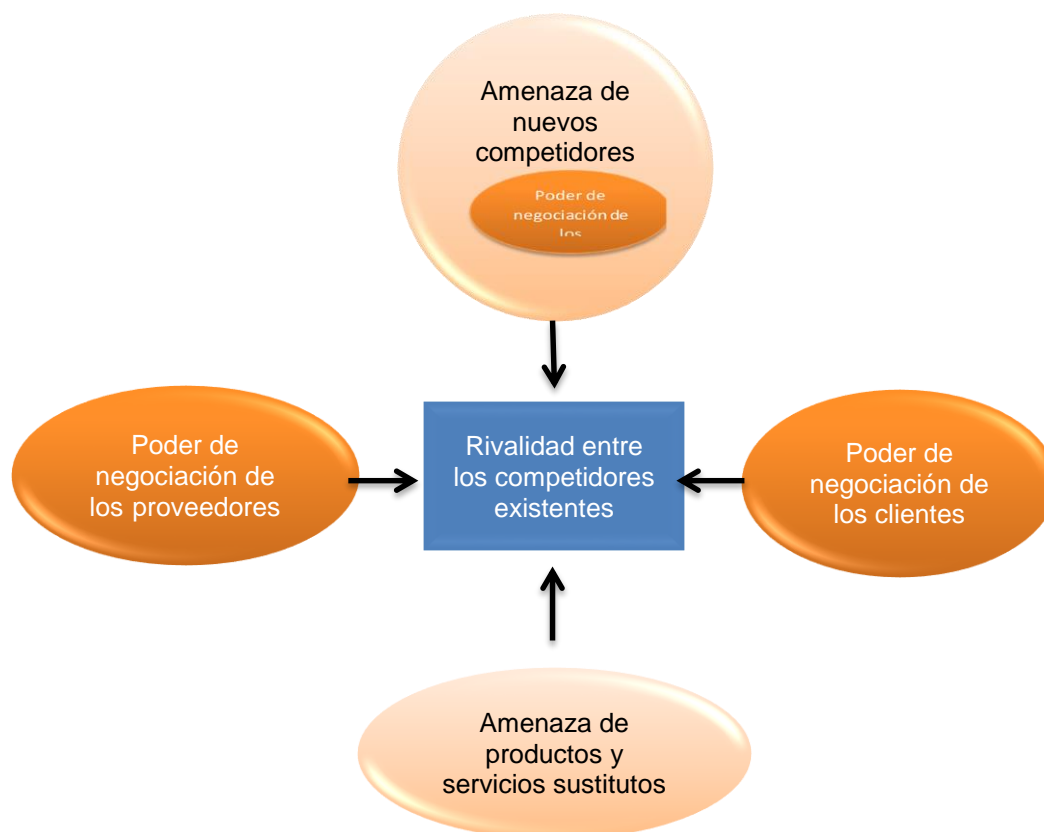 Amenaza de
nuevos
competidores
Poder de
negociación de
los
Poder de
negociación de
los proveedores
Rivalidad entre
los competidores
existentes
Poder de
negociación de
los clientes
Amenaza de
productos y
servicios sustitutos